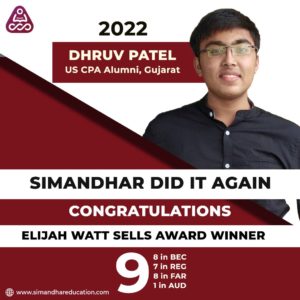 2022
DHRUV PATEL
US CPA Alumni, Gujarat
SIMANDHAR DID IT AGAIN
CONGRATULATIONS
ELIJAH WATT SELLS AWARD WINNER
9
8 in BEC
7 in REG
8 in FAR
1 in AUD
www.simandhareducation.com